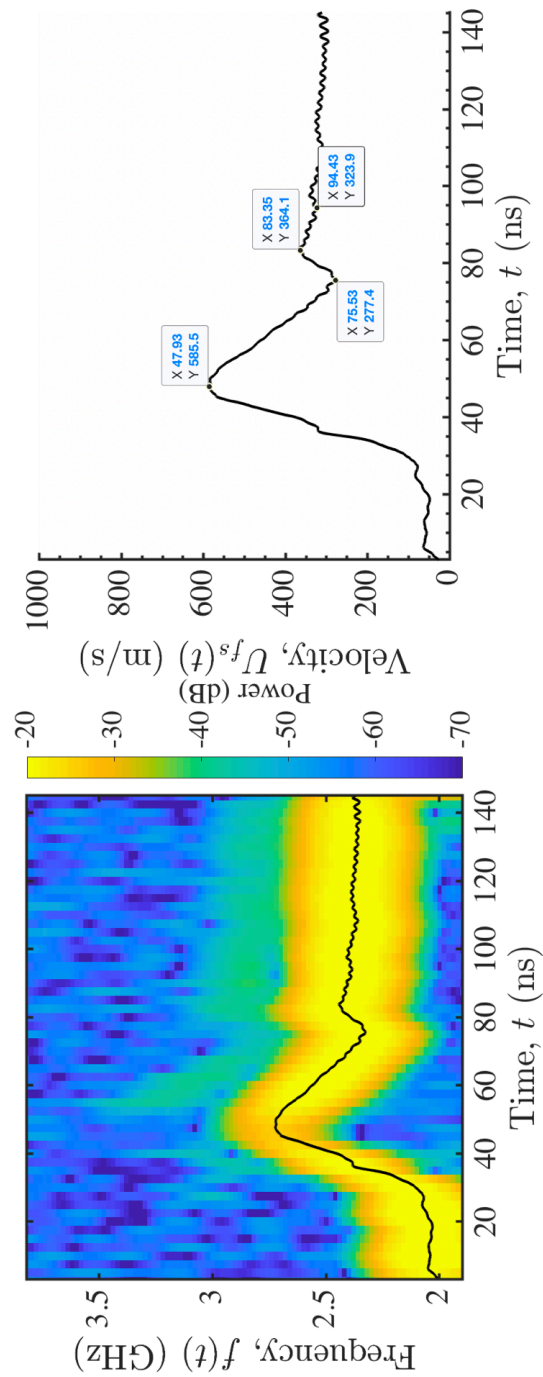 3.5
3
2.5
2
Frequency, f(t) (GHz)
20
40
60
80
100
120
140
Time, t (ns)
-20
-30
-40
-50
-60
-70
Power (dB)
1000
800
600
400
200
0
Velocity, U_fs(t) (m/s)
X 47.93
Y 585.5
X 75.53
Y 277.4
X 83.35
Y 364.1
X 94.43
Y 323.9
20
40
60
80
100
120
140
Time, t (ns)